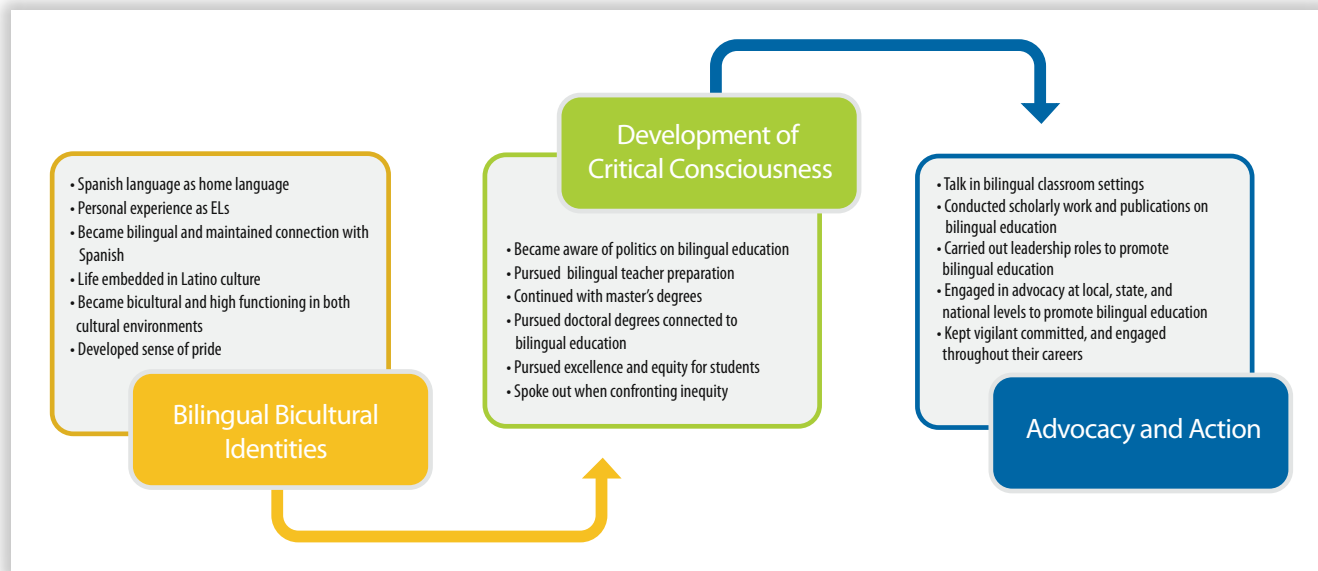 • Spanish language as home language
• Personal experience as ELs
• Became bilingual and maintained connection with
Spanish
• Life embedded in Latino culture
• Became bicultural and high functioning in both
cultural environments
• Developed sense of pride
Bilingual Bicultural
Identities
Development of
Critical Consciousness
• Became aware of politics on bilingual education
• Pursued bilingual teacher preparation
• Continued with master's degrees
• Pursued doctoral degrees connected to
bilingual education
• Pursued excellence and equity for students
• Spoke out when confronting inequity
• Talk in bilingual classroom settings
• Conducted scholarly work and publications on
bilingual education
• Carried out leadership roles to promote
bilingual education
• Engaged in advocacy at local, state, and
national levels to promote bilingual education
• Kept vigilant committed, and engaged
throughout their careers
Advocacy and Action